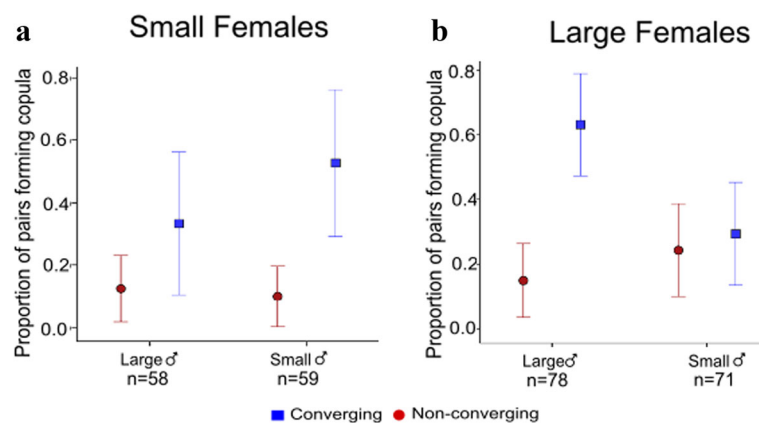 a
Small Females
Proportion of pairs forming copula
0.8
0.6
0.4
0.2
0.0
Large♂
n=58
Small♂
n=59
b
Large Females
Proportion of pairs forming copula
0.8
0.6
0.4
0.2
0.0
Large♂
n=78
Small♂
n=71
Converging Non-converging